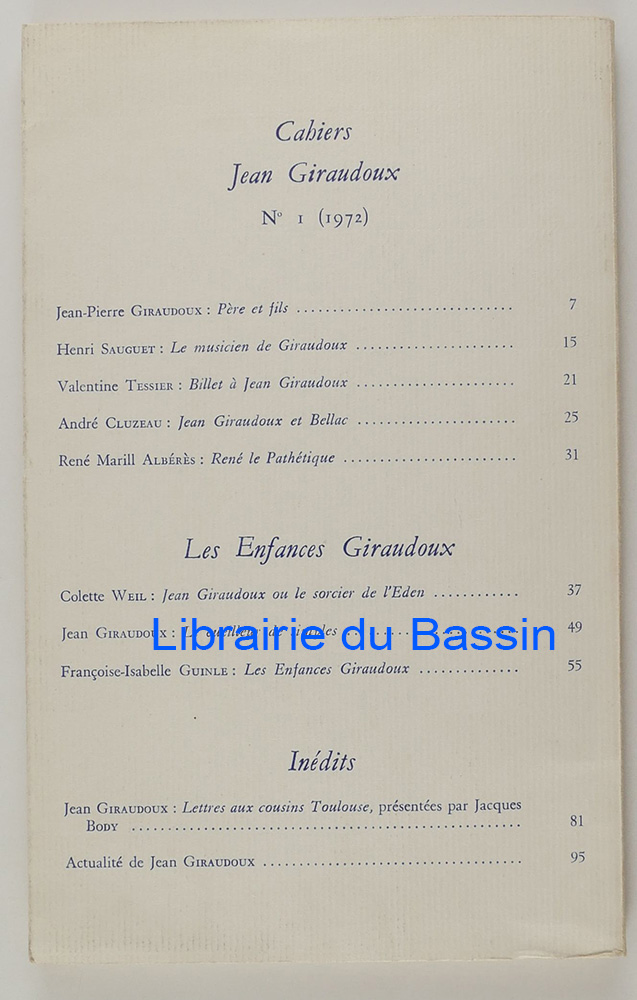 Cahiers
Jean Giraudoux
Nº 1 (1972)
Jean-Pierre GIRAUDOUX : Père et fils .............................. 7
Henri SAUGUET : Le musicien de Giraudoux ...................... 15
Valentine TESSIER : Billet à Jean Giraudoux ...................... 21
André CLUZEAU : Jean Giraudoux et Bellac ...................... 25
René Marill ALBÉRÈS : René le Pathétique ........................ 31
Les Enfances Giraudoux
Colette WEIL : Jean Giraudoux ou le sorcier de l'Eden ............ 37
Jean GIRAUDOUX : de 49
Librairie du Bassin
Françoise-Isabelle GUINLE : Les Enfances Giraudoux .............. 55
Inédits
Jean GIRAUDOUX : Lettres aux cousins Toulouse, présentées par Jacques
BODY ...................................................... 81
Actualité de Jean GIRAUDOUX .................................... 95